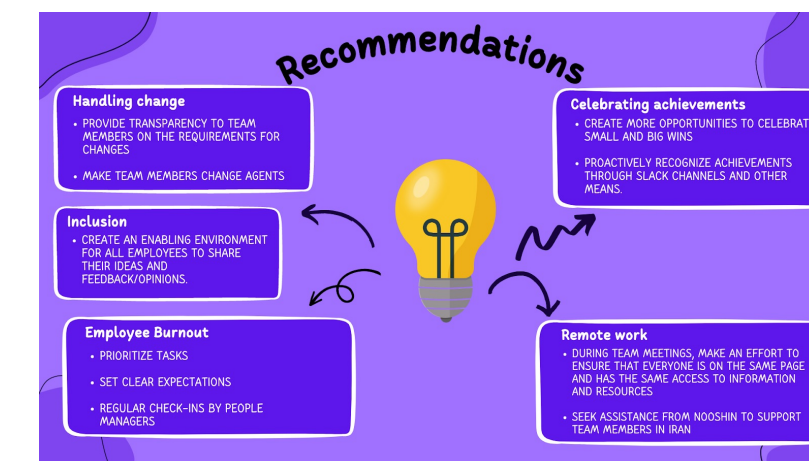 Recommendations
Handling change
• PROVIDE TRANSPARENCY TO TEAM
MEMBERS ON THE REQUIREMENTS FOR
CHANGES
• MAKE TEAM MEMBERS CHANGE AGENTS
Inclusion
• CREATE AN ENABLING ENVIRONMENT
FOR ALL EMPLOYEES TO SHARE
THEIR IDEAS AND
FEEDBACK/OPINIONS.
Employee Burnout
• PRIORITIZE TASKS
• SET CLEAR EXPECTATIONS
• REGULAR CHECK-INS BY PEOPLE
MANAGERS
Celebrating achievements
• CREATE MORE OPPORTUNITIES TO CELEBRAT
SMALL AND BIG WINS
• PROACTIVELY RECOGNIZE ACHIEVEMENTS
THROUGH SLACK CHANNELS AND OTHER
MEANS.
Remote work
• DURING TEAM MEETINGS, MAKE AN EFFORT TO
ENSURE THAT EVERYONE IS ON THE SAME PAGE
AND HAS THE SAME ACCESS TO INFORMATION
AND RESOURCES
• SEEK ASSISTANCE FROM NOOSHIN TO SUPPORT
TEAM MEMBERS IN IRAN